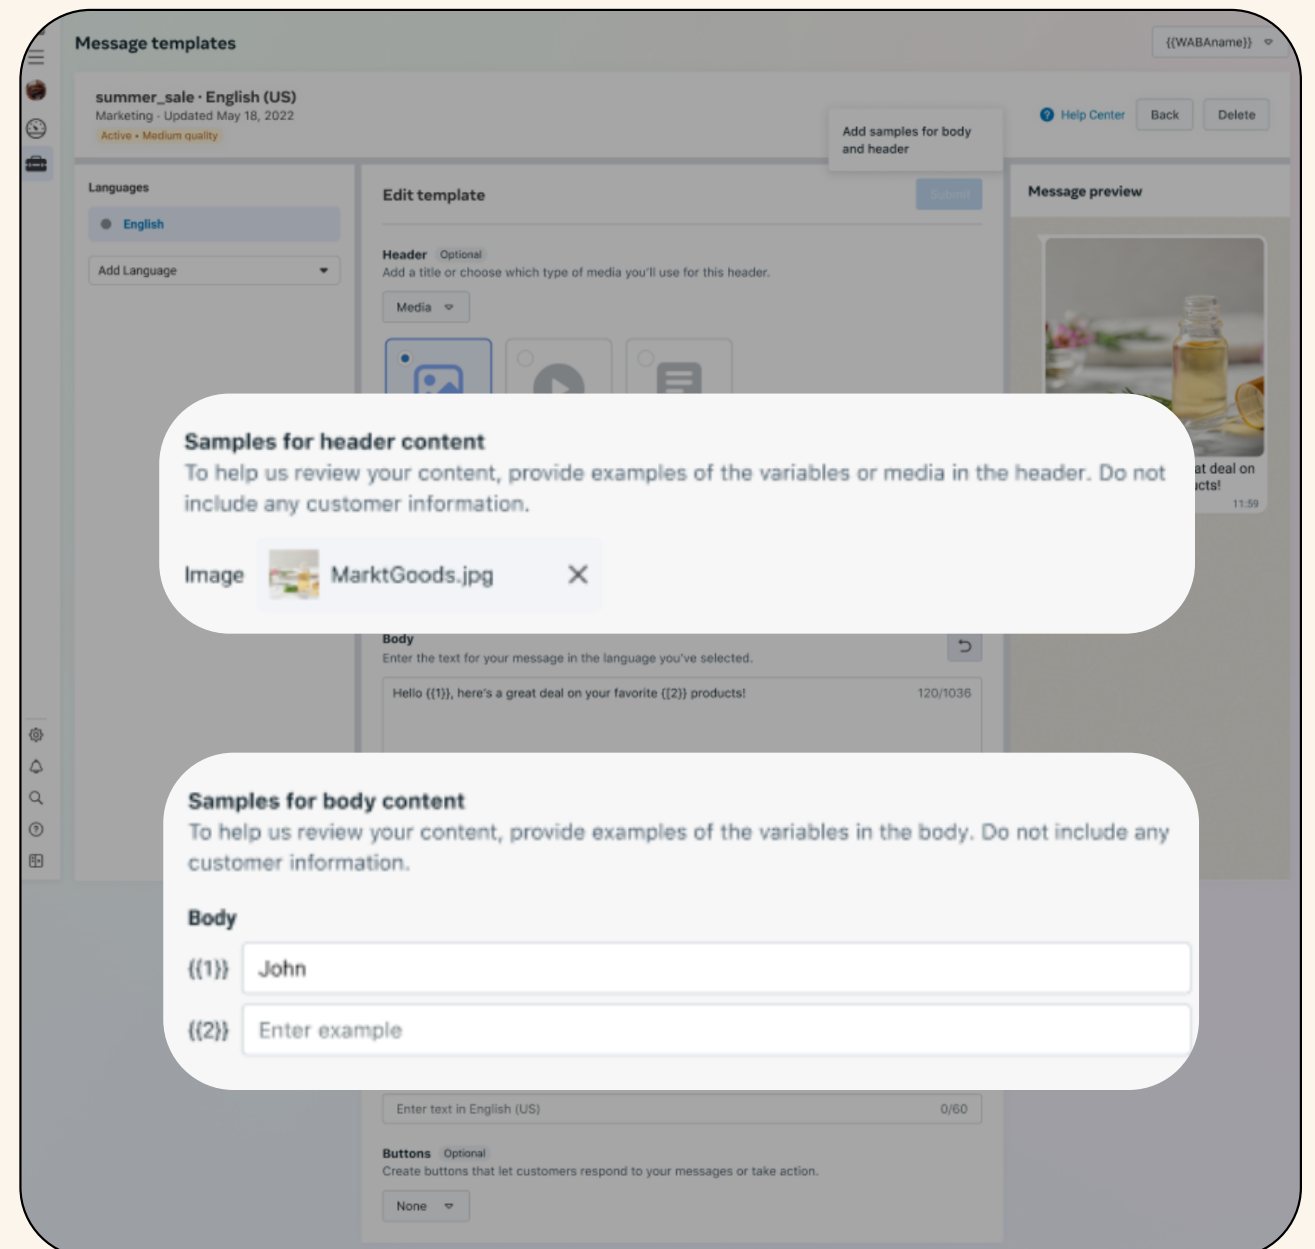 Message templates
{{WABAname}}
summer_sale · English (US)
Marketing · Updated May 18, 2022
Active • Medium quality
Add samples for body
and header
Help Center
Back
Delete
Languages
English
Add Language
Edit template
Submit
Header Optional
Add a title or choose which type of media you'll use for this header.
Media
Message preview
at deal on
ucts!
11:59
Samples for header content
To help us review your content, provide examples of the variables or media in the header. Do not
include any customer information.
Image MarktGoods.jpg
Body
Enter the text for your message in the language you've selected.
Hello {{1}}, here's a great deal on your favorite {{2}} products!
120/1036
Samples for body content
To help us review your content, provide examples of the variables in the body. Do not include any
customer information.
Body
{{1}} John
{{2}} Enter example
Enter text in English (US)
0/60
Buttons Optional
Create buttons that let customers respond to your messages or take action.
None